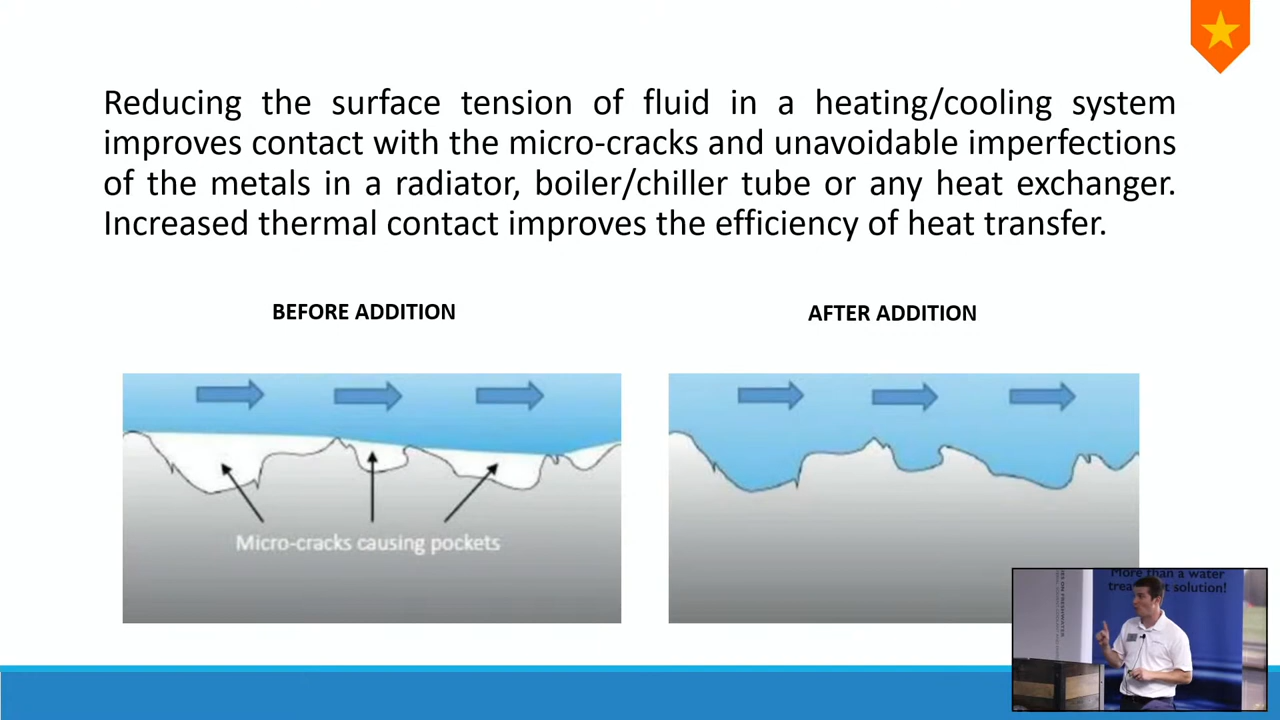 Reducing the surface tension of fluid in a heating/cooling system
improves contact with the micro-cracks and unavoidable imperfections
of the metals in a radiator, boiler/chiller tube or any heat exchanger.
Increased thermal contact improves the efficiency of heat transfer.
BEFORE ADDITION
AFTER ADDITION
Micro-cracks causing pockets
More than a water
solution!